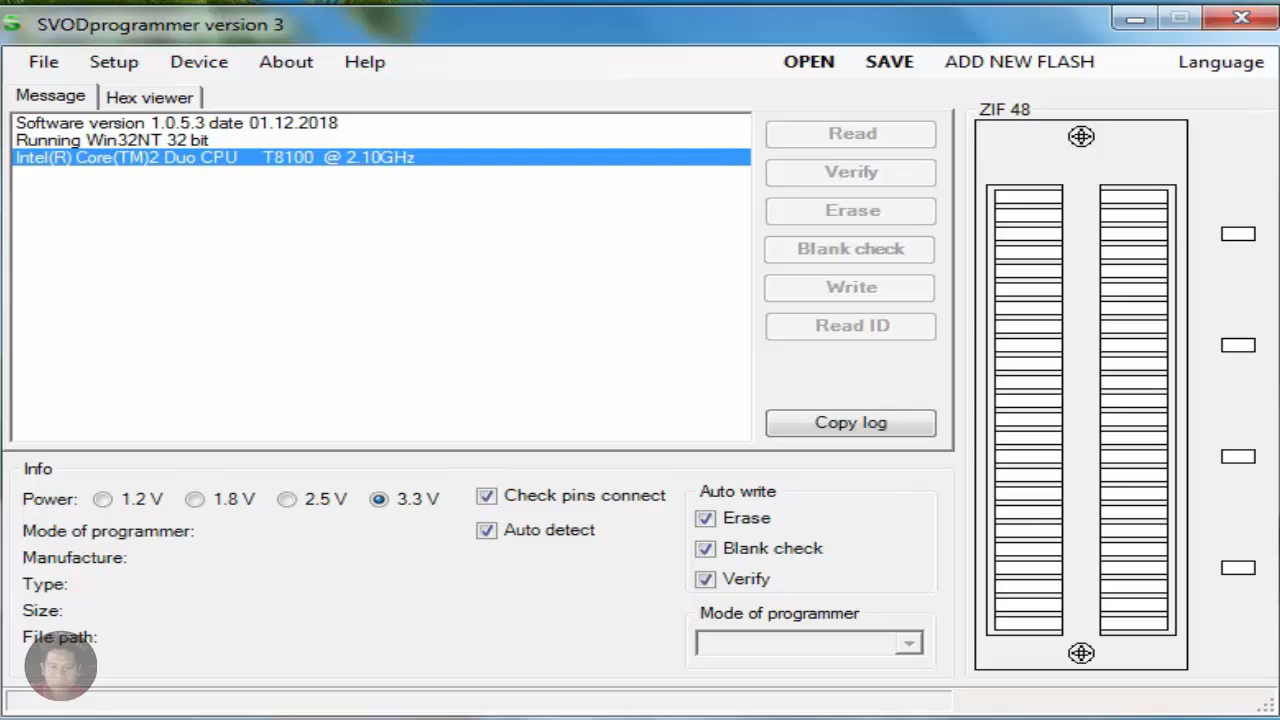 SVODprogrammer version 3
File Setup Device About Help OPEN SAVE ADD NEW FLASH Language
Message Hex viewer
Software version 1.0.5.3 date 01.12.2018
Running Win32NT 32 bit
Intel(R) Core(TM)2 Duo CPU T8100 @ 2.10GHz
Read
Verify
Erase
Blank check
Write
Read ID
Copy log
ZIF 48
Info
Power: 1.2 V 1.8 V 2.5 V 3.3 V
Mode of programmer:
Manufacture:
Type:
Size:
File path:
Check pins connect
Auto detect
Auto write
Erase
Blank check
Verify
Mode of programmer